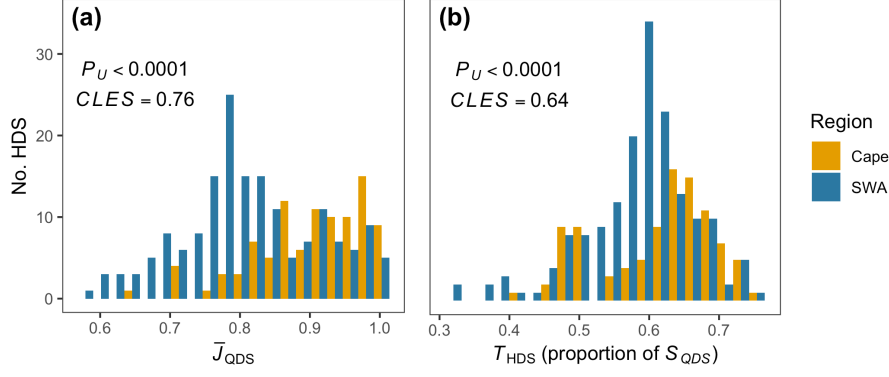 (a)
P_U < 0.0001
CLES = 0.76
No. HDS
30
20
10
0
0.6 0.7 0.8 0.9 1.0
J̅_QDS
(b)
P_U < 0.0001
CLES = 0.64
0.3 0.4 0.5 0.6 0.7
T_HDS (proportion of S_QDS)
Region
Cape
SWA